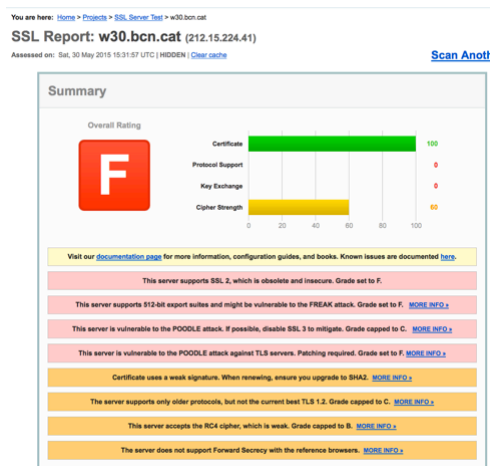 You are here: Home > Projects > SSL Server Test > w30.bcn.cat
SSL Report: w30.bcn.cat (212.15.224.41)
Assessed on: Sat, 30 May 2015 15:31:57 UTC | HIDDEN | Clear cache
Scan Anoth
Summary
Overall Rating
F
Certificate 100
Protocol Support 0
Key Exchange 0
Cipher Strength 60
0 20 40 60 80 100
Visit our documentation page for more information, configuration guides, and books. Known issues are documented here.
This server supports SSL 2, which is obsolete and insecure. Grade set to F.
This server supports 512-bit export suites and might be vulnerable to the FREAK attack. Grade set to F. MORE INFO »
This server is vulnerable to the POODLE attack. If possible, disable SSL 3 to mitigate. Grade capped to C. MORE INFO »
This server is vulnerable to the POODLE attack against TLS servers. Patching required. Grade set to F. MORE INFO »
Certificate uses a weak signature. When renewing, ensure you upgrade to SHA2. MORE INFO »
The server supports only older protocols, but not the current best TLS 1.2. Grade capped to C. MORE INFO »
This server accepts the RC4 cipher, which is weak. Grade capped to B. MORE INFO »
The server does not support Forward Secrecy with the reference browsers. MORE INFO »